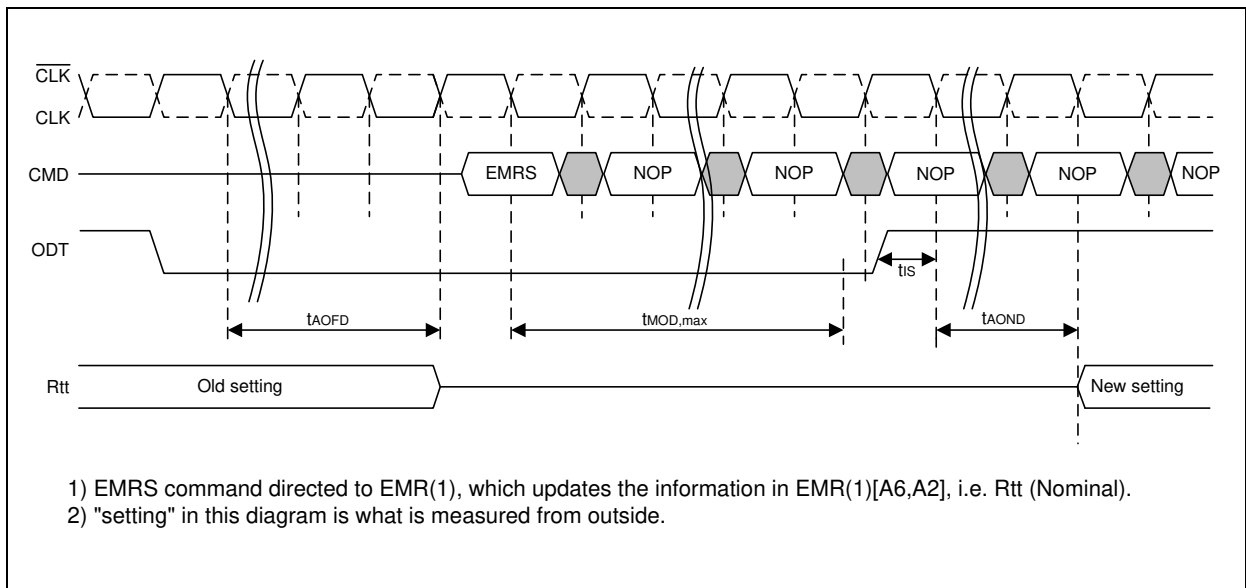 CLK
CLK
CMD
EMRS
NOP
NOP
NOP
NOP
NOP
ODT
tIS
tAOFD
tMOD,max
tAOND
Rtt
Old setting
New setting
1) EMRS command directed to EMR(1), which updates the information in EMR(1)[A6,A2], i.e. Rtt (Nominal).
2) "setting" in this diagram is what is measured from outside.